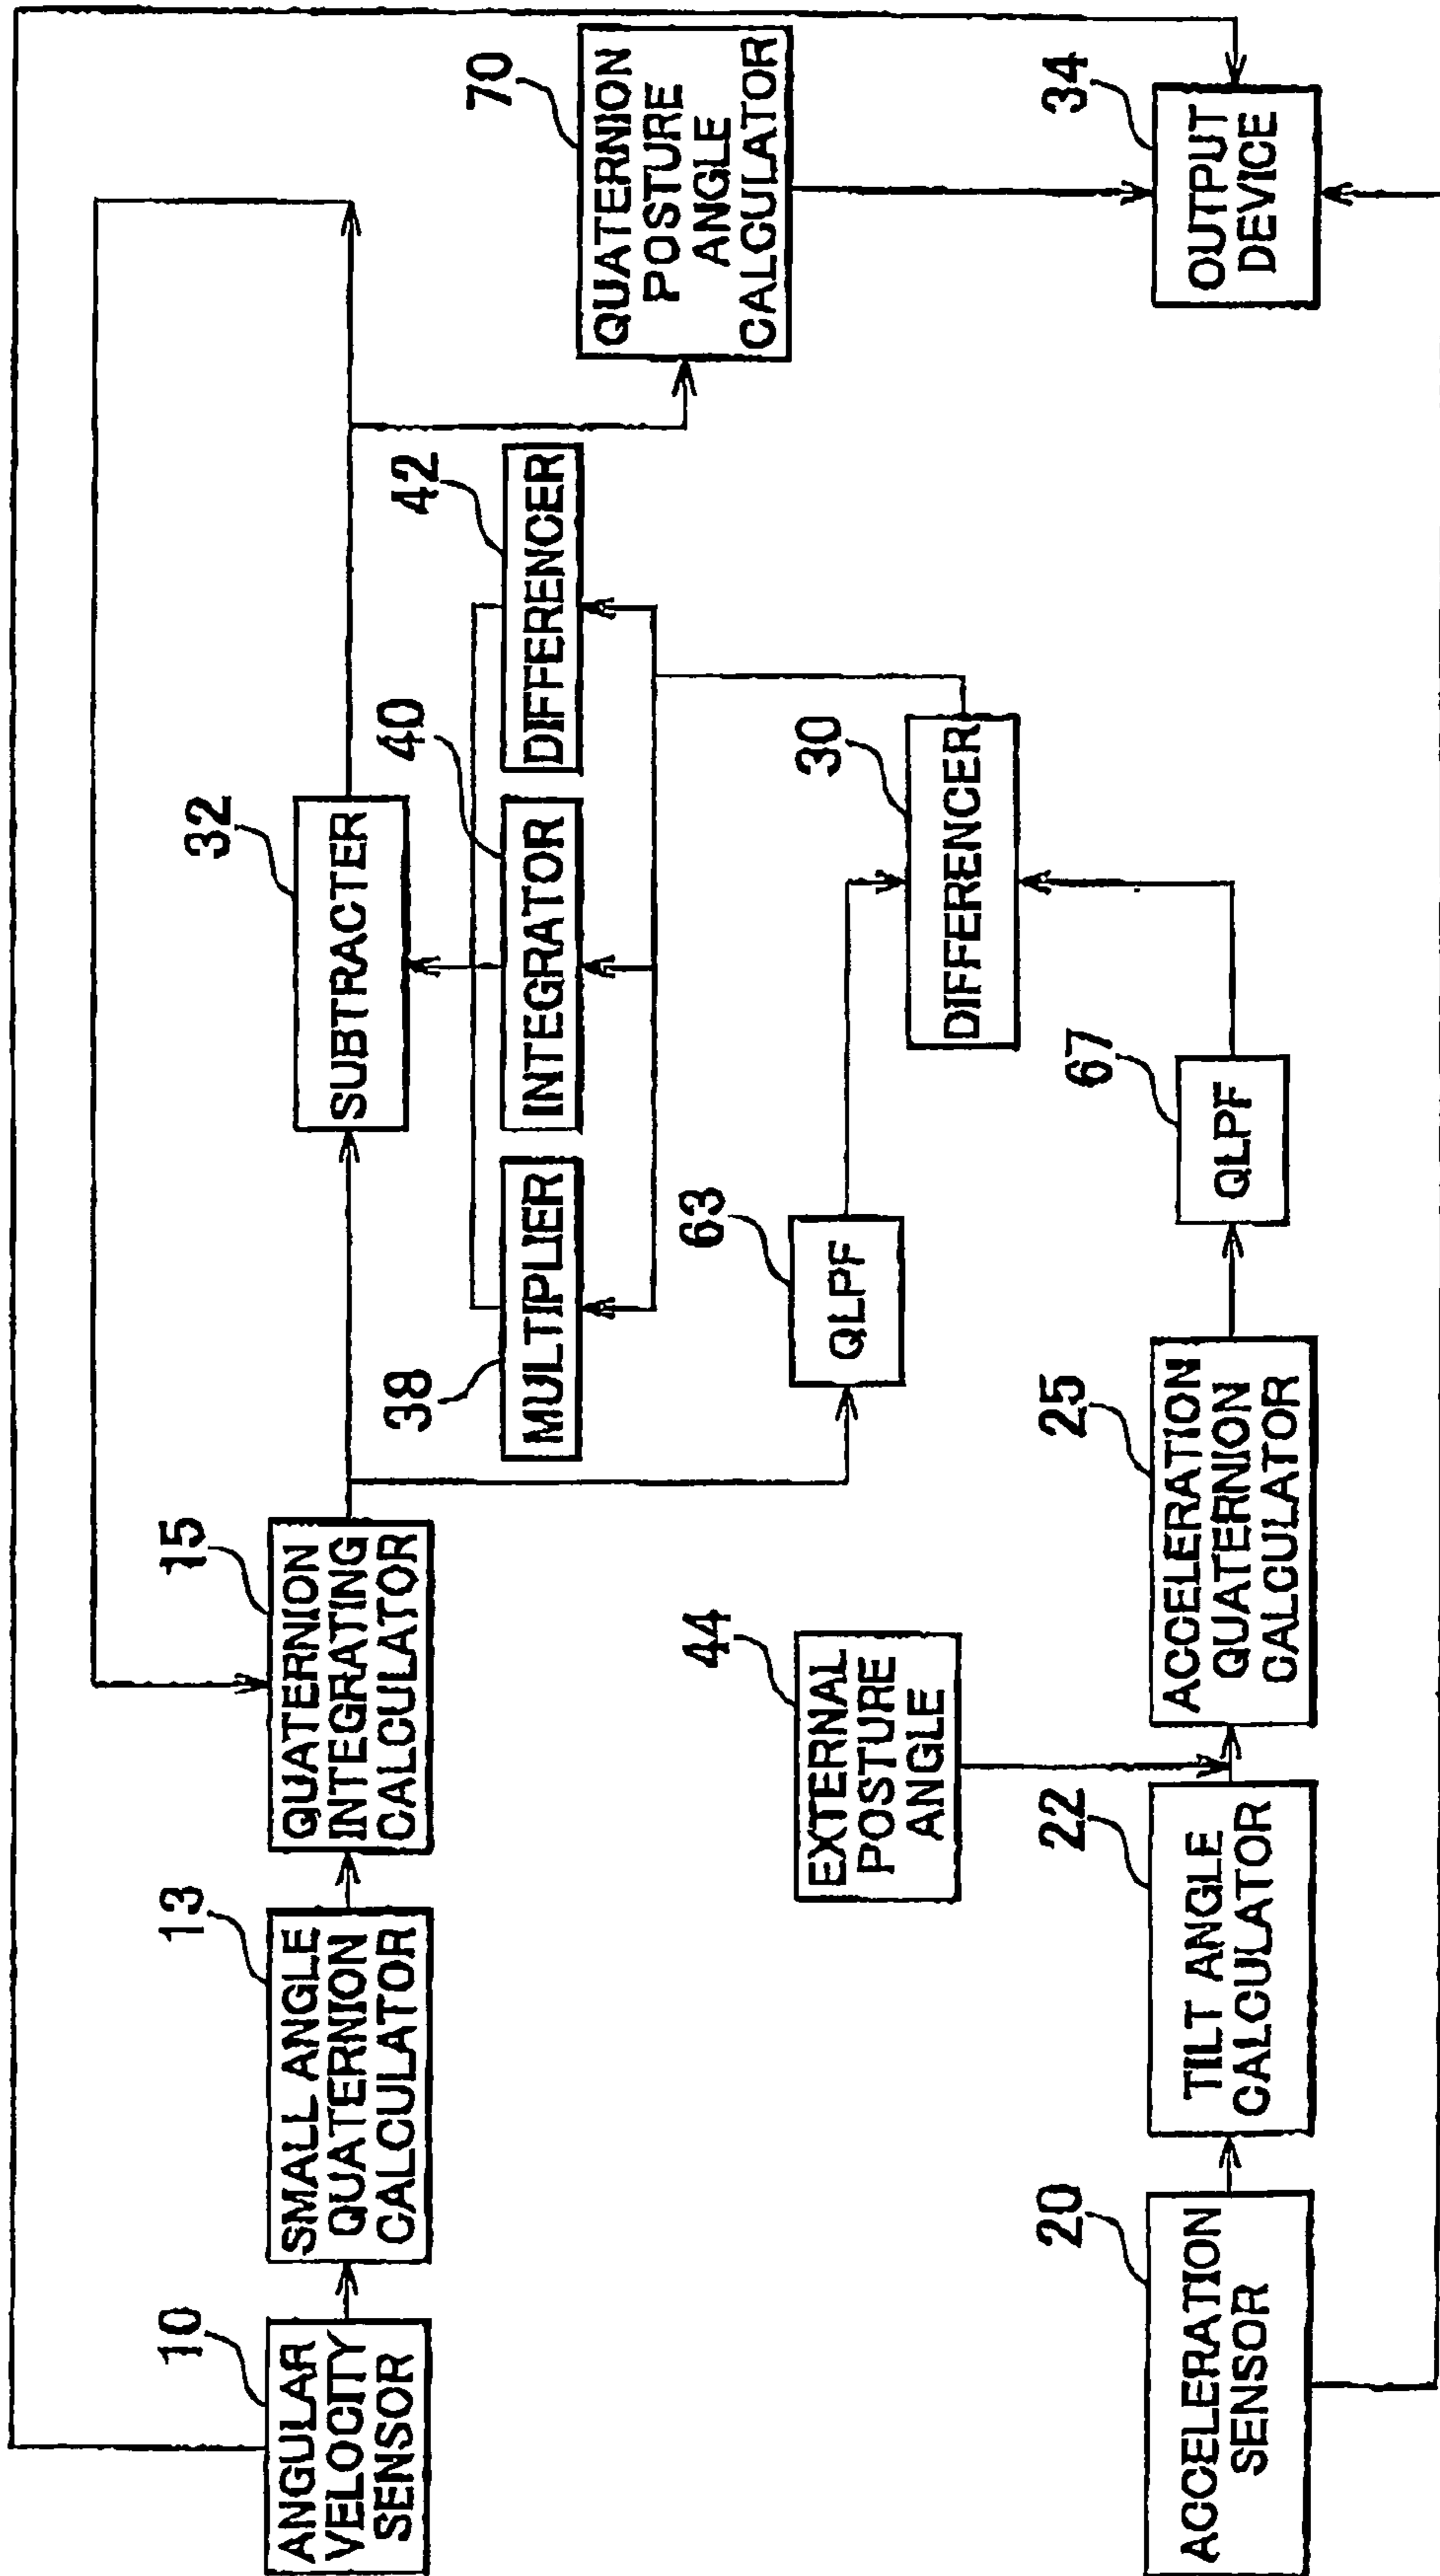 10
ANGULAR
VELOCITY
SENSOR
13
SMALL ANGLE
QUATERNION
CALCULATOR
15
QUATERNION
INTEGRATING
CALCULATOR
32
SUBTRACTER
38
MULTIPLIER
40
INTEGRATOR
42
DIFFERENCER
70
QUATERNION
POSTURE
ANGLE
CALCULATOR
63
QLPF
30
DIFFERENCER
44
EXTERNAL
POSTURE
ANGLE
20
ACCELERATION
SENSOR
22
TILT ANGLE
CALCULATOR
25
ACCELERATION
QUATERNION
CALCULATOR
67
QLPF
34
OUTPUT
DEVICE